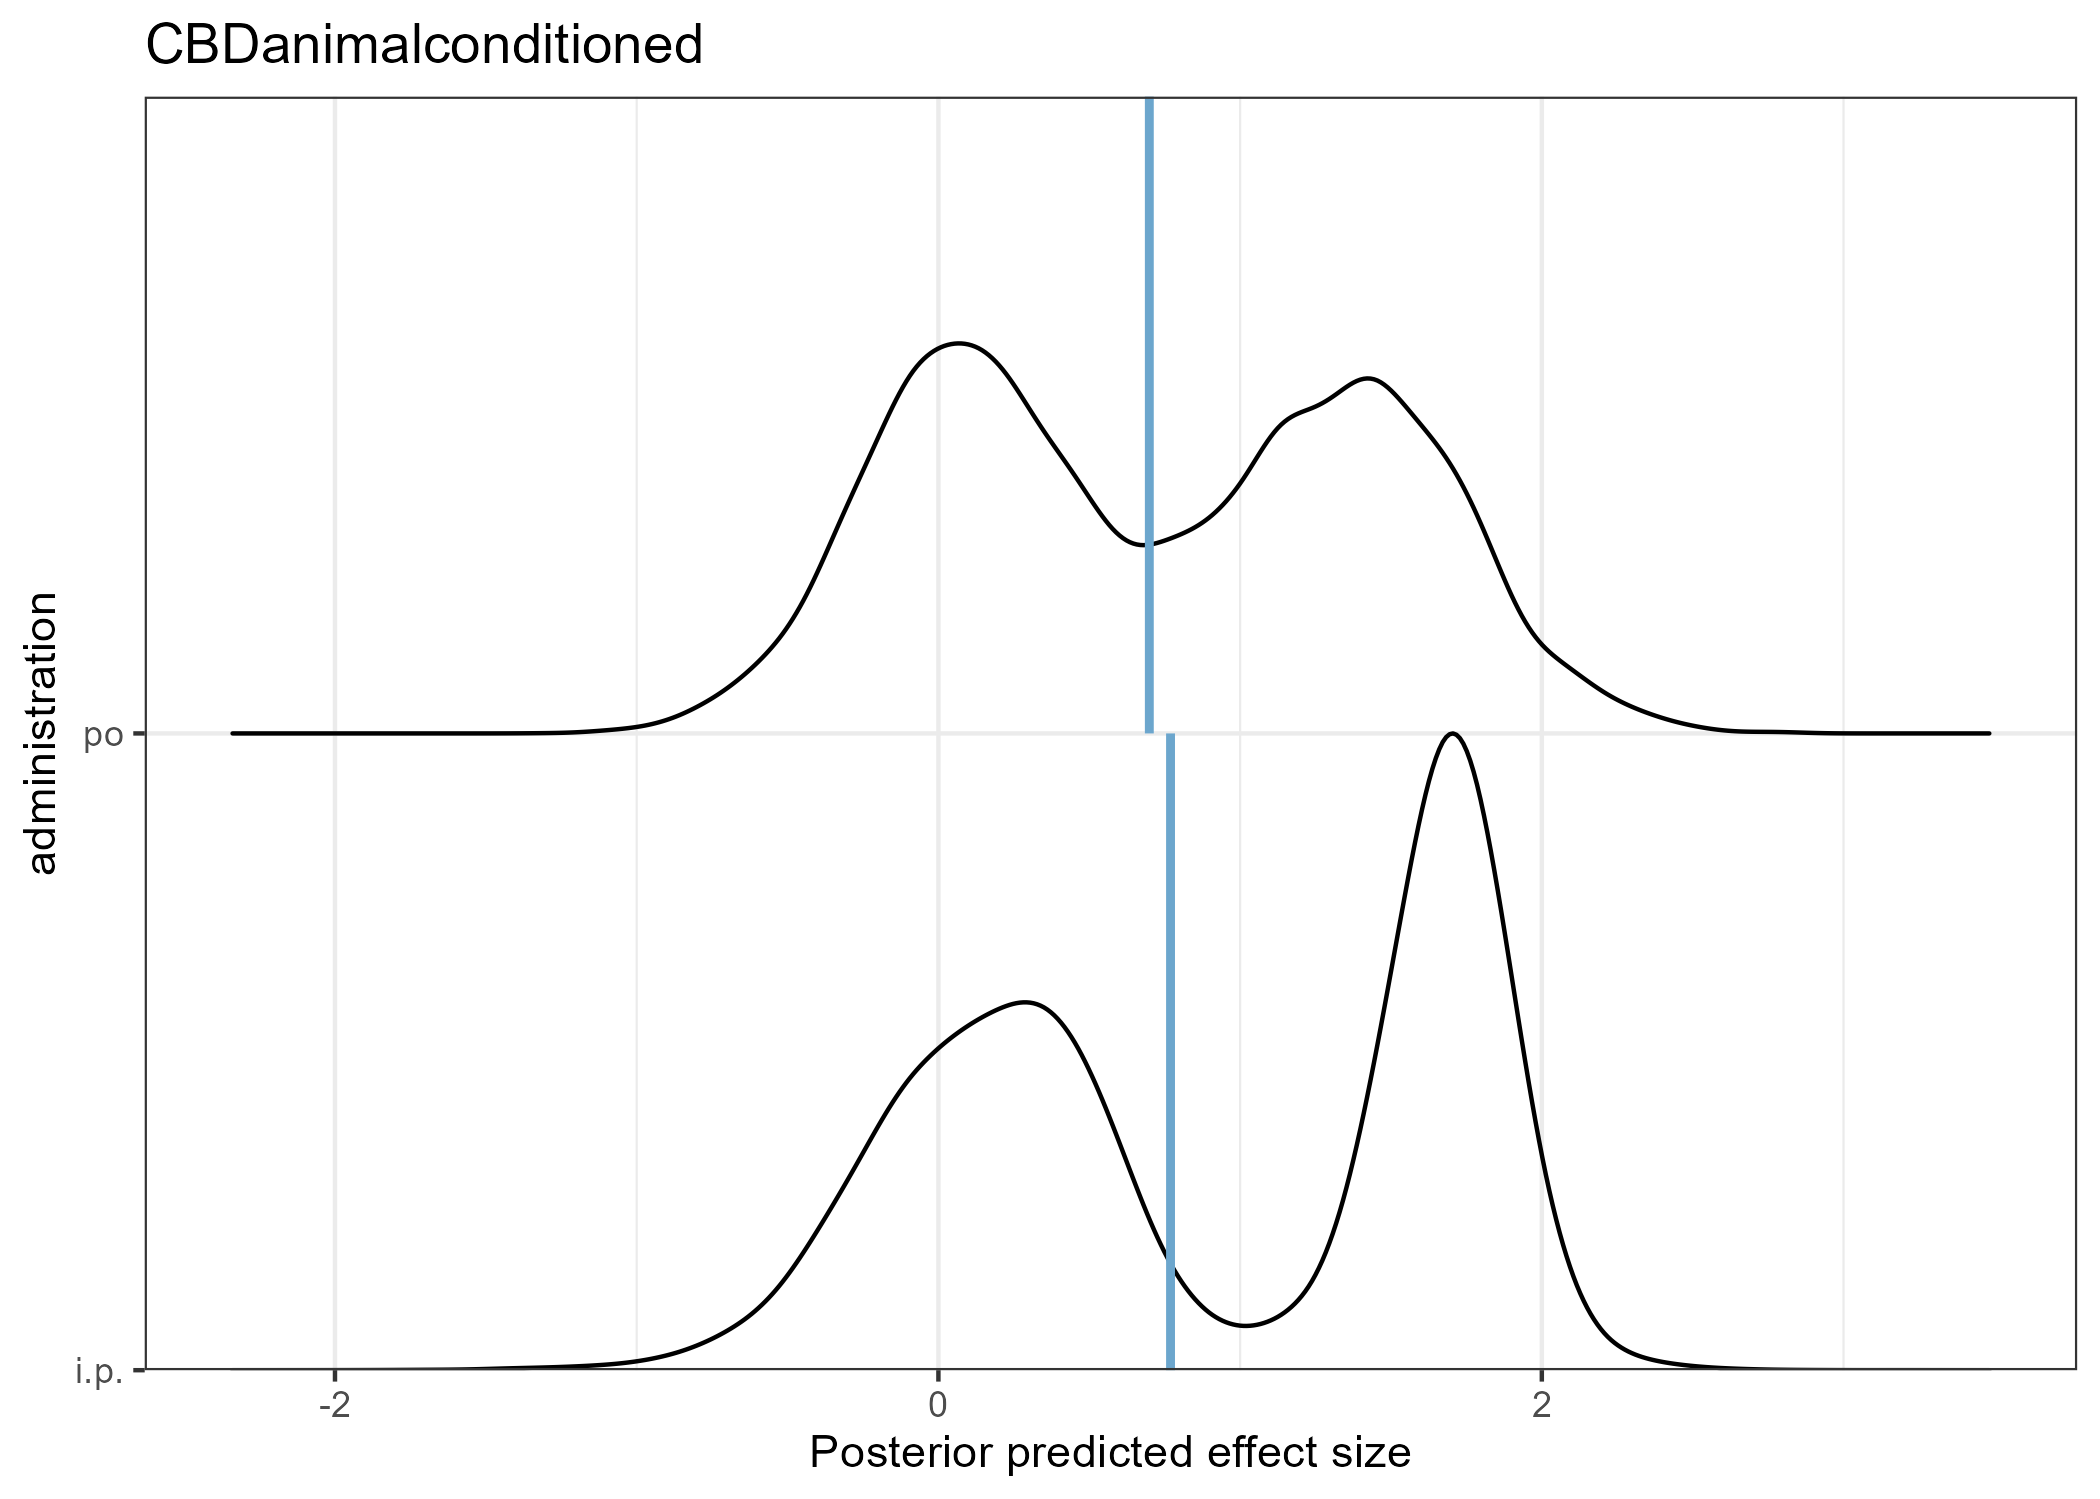 CBDanimalconditioned
administration
po
i.p.
-2
0
2
Posterior predicted effect size